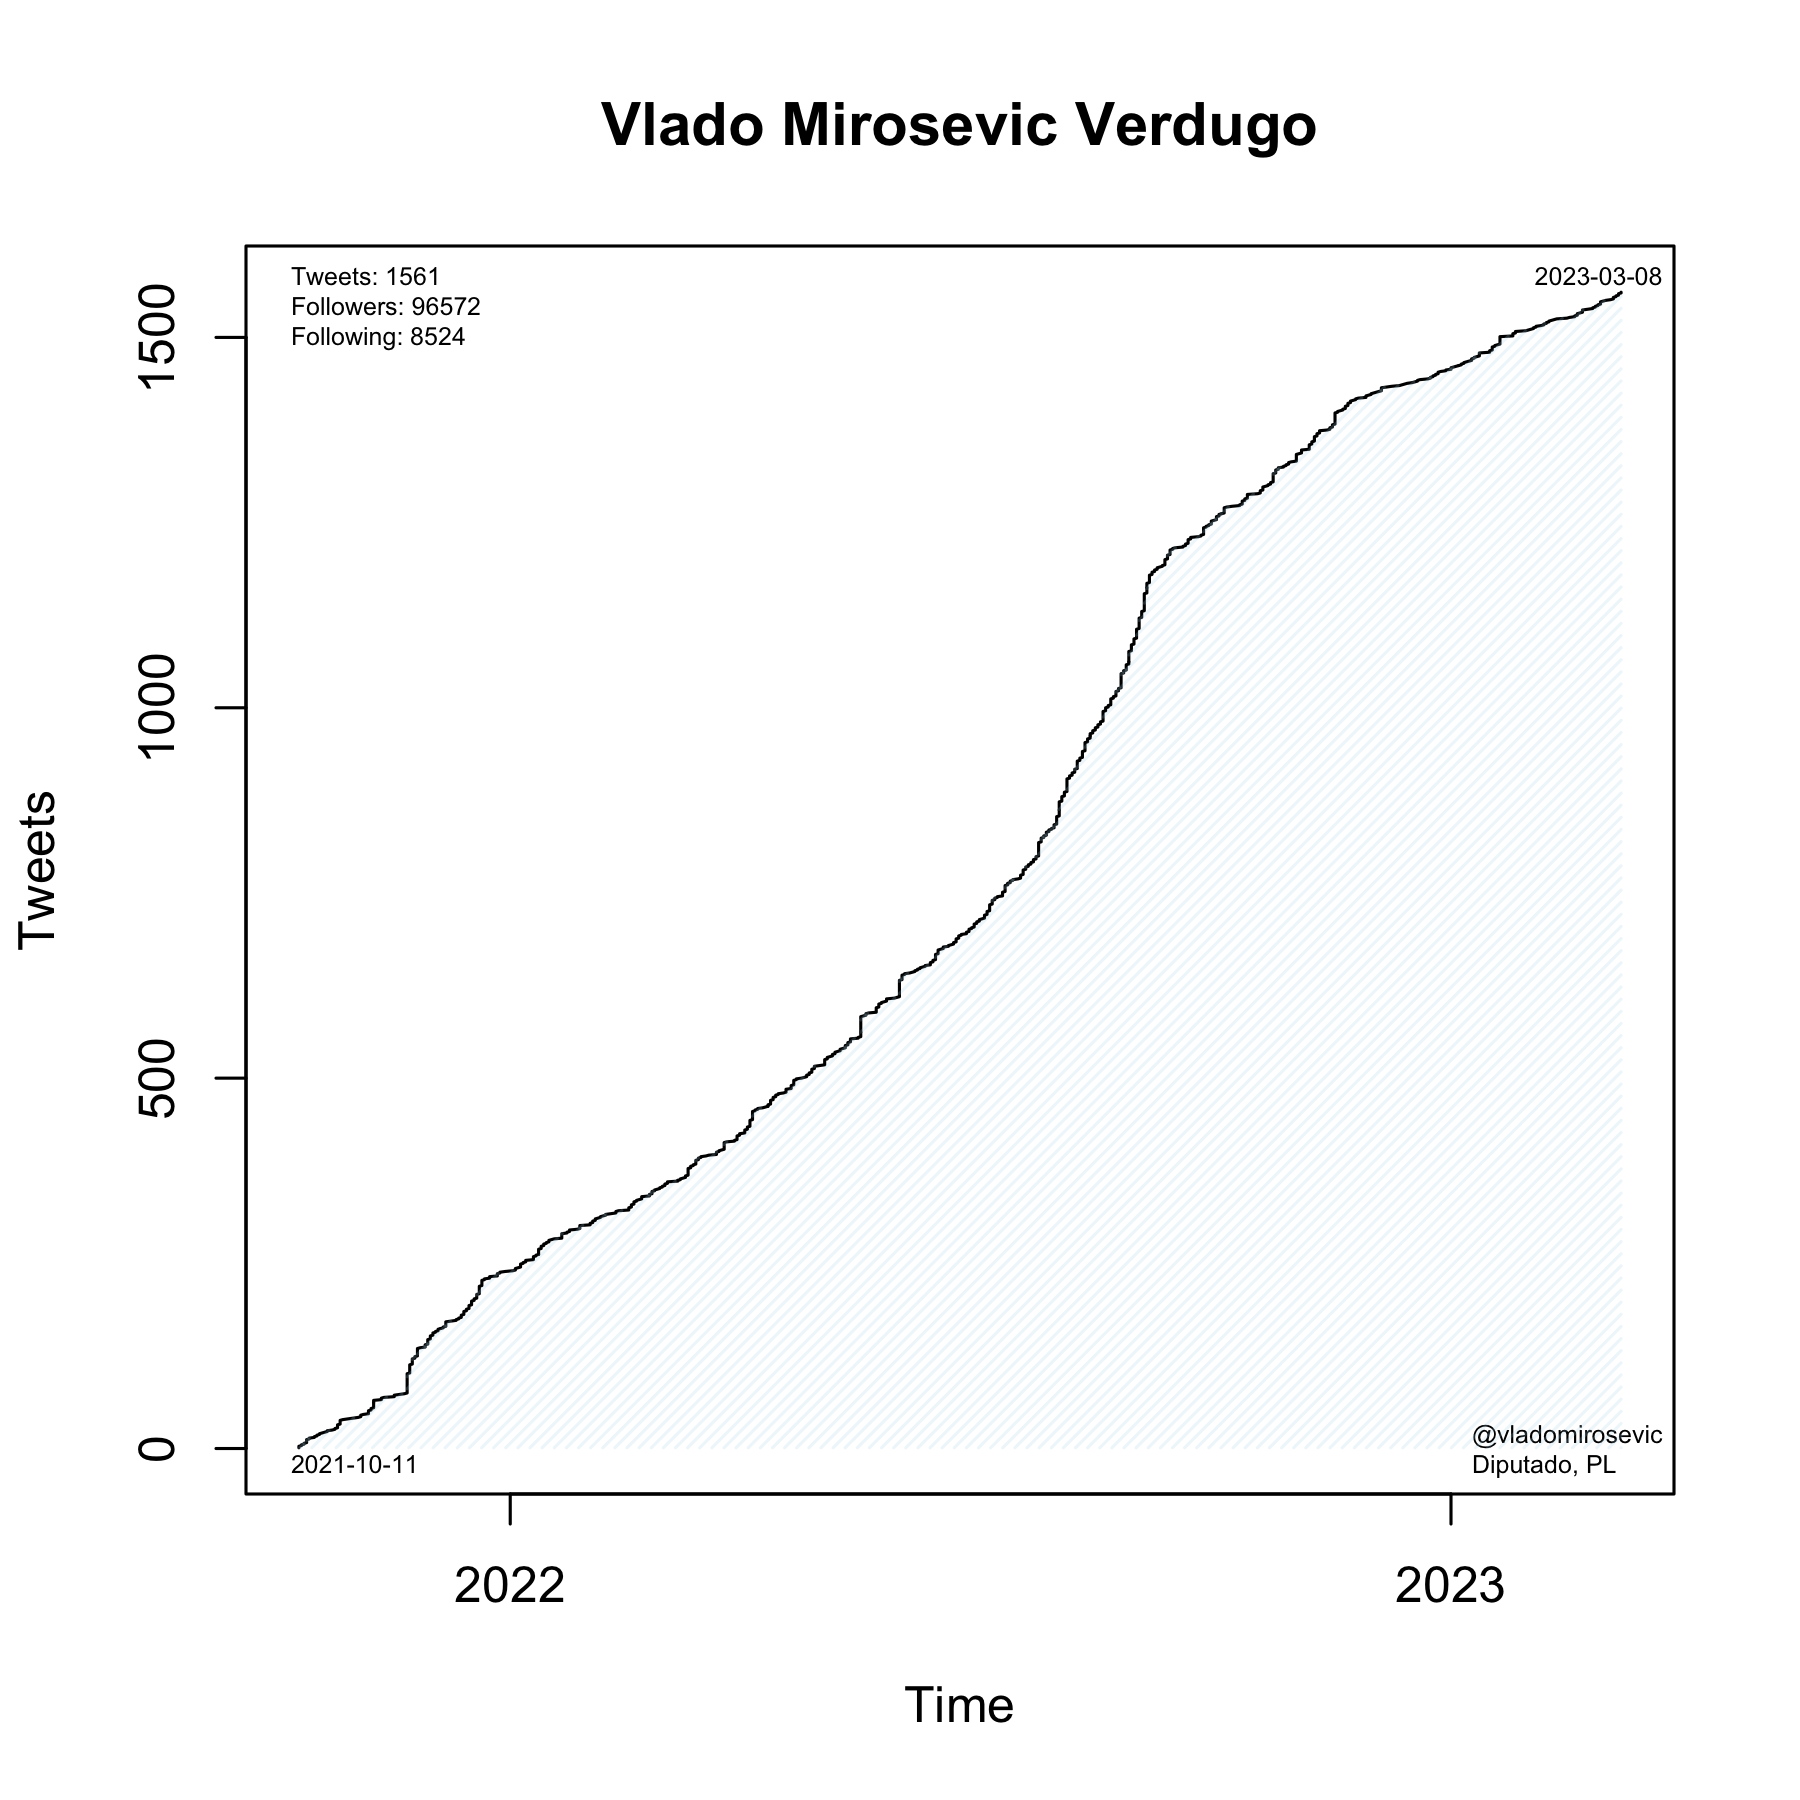 Vlado Mirosevic Verdugo
Tweets: 1561
Followers: 96572
Following: 8524
2023-03-08
1500
1000
500
0
Tweets
2021-10-11
@vladomirosevic
Diputado, PL
2022
2023
Time